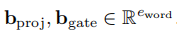 𝐛_proj, 𝐛_gate ∈ ℝ^{e_word}